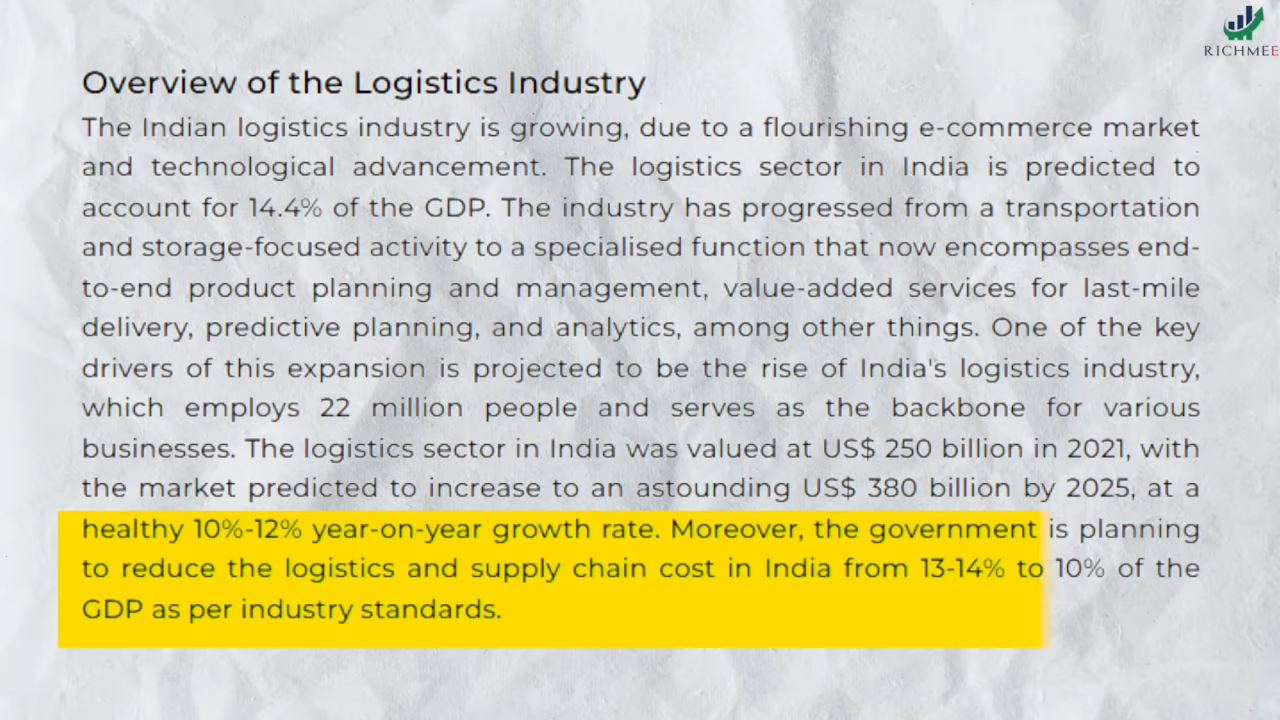 RICHMEE
Overview of the Logistics Industry
The Indian logistics industry is growing, due to a flourishing e-commerce market
and technological advancement. The logistics sector in India is predicted to
account for 14.4% of the GDP. The industry has progressed from a transportation
and storage-focused activity to a specialised function that now encompasses end-
to-end product planning and management, value-added services for last-mile
delivery, predictive planning, and analytics, among other things. One of the key
drivers of this expansion is projected to be the rise of India's logistics industry,
which employs 22 million people and serves as the backbone for various
businesses. The logistics sector in India was valued at US$ 250 billion in 2021, with
the market predicted to increase to an astounding US$ 380 billion by 2025, at a
healthy 10%-12% year-on-year growth rate. Moreover, the government is planning
to reduce the logistics and supply chain cost in India from 13-14% to 10% of the
GDP as per industry standards.